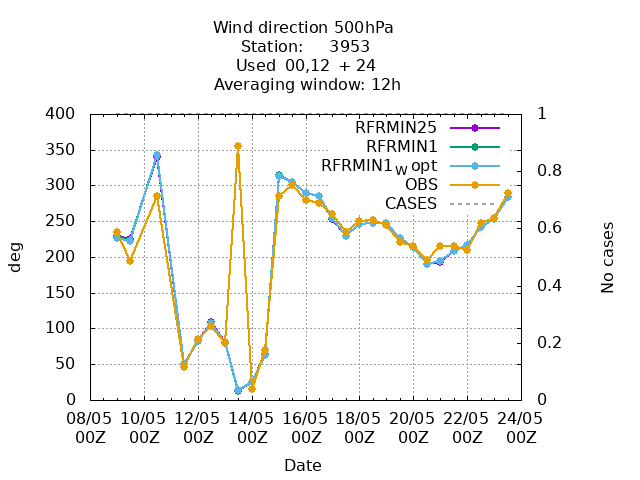 Wind direction 500hPa
Station: 3953
Used 00,12 + 24
Averaging window: 12h
400 1
RFRMIN25
350
RFRMIN1
RFRMIN1w opt
300 0.8
OBS
CASES
250 0.6
200
150 0.4
100 0.2
50
0 0
deg
No cases
08/05 10/05 12/05 14/05 16/05 18/05 20/05 22/05 24/05
00Z 00Z 00Z 00Z 00Z 00Z 00Z 00Z 00Z
Date